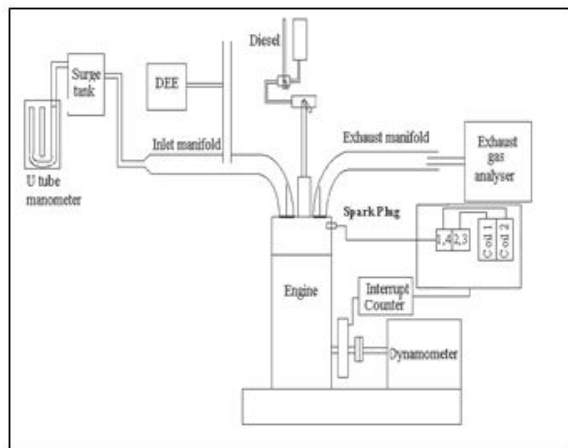 Diesel
Surge
tank
DEE
Inlet manifold
Exhaust manifold
Exhaust
gas
analyser
U tube
manometer
Spark Plug
1,4 2,3
Coil 1
Coil 2
Engine
Interrupt
Counter
Dynamometer